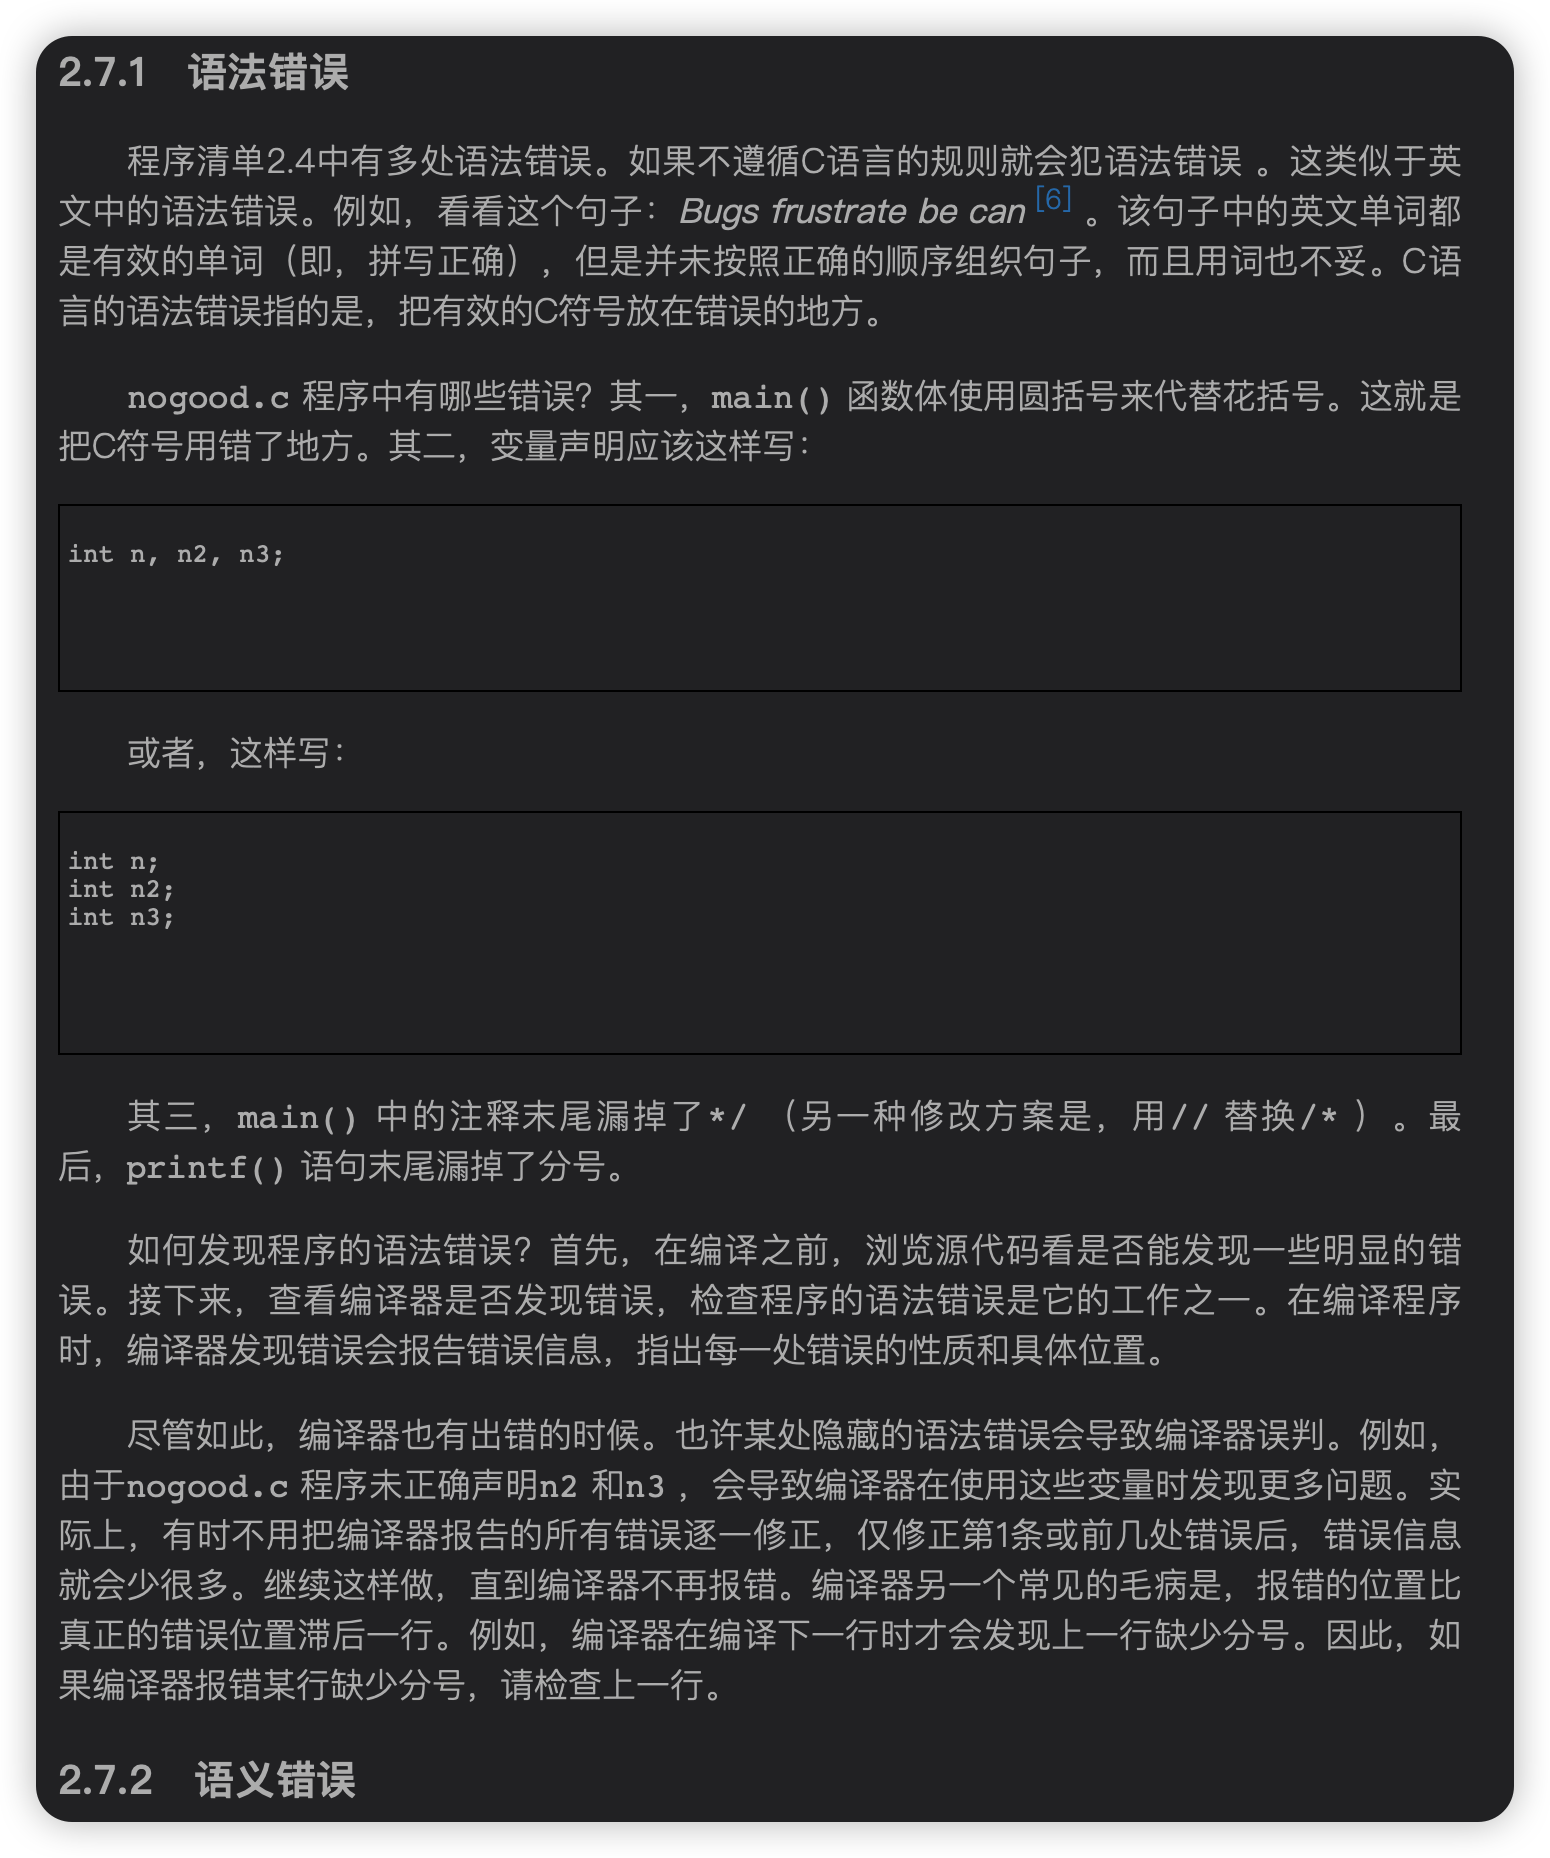 2.7.1 语法错误
程序清单2.4中有多处语法错误。如果不遵循C语言的规则就会犯语法错误 。这类似于英
文中的语法错误。例如，看看这个句子：Bugs frustrate be can [6] 。该句子中的英文单词都
是有效的单词（即，拼写正确），但是并未按照正确的顺序组织句子，而且用词也不妥。C语
言的语法错误指的是，把有效的C符号放在错误的地方。
nogood.c 程序中有哪些错误？其一，main() 函数体使用圆括号来代替花括号。这就是
把C符号用错了地方。其二，变量声明应该这样写：
int n, n2, n3;
或者，这样写：
int n;
int n2;
int n3;
其三，main() 中的注释末尾漏掉了*/ （另一种修改方案是，用// 替换/* ）。最
后，printf() 语句末尾漏掉了分号。
如何发现程序的语法错误？首先，在编译之前，浏览源代码看是否能发现一些明显的错
误。接下来，查看编译器是否发现错误，检查程序的语法错误是它的工作之一。在编译程序
时，编译器发现错误会报告错误信息，指出每一处错误的性质和具体位置。
尽管如此，编译器也有出错的时候。也许某处隐藏的语法错误会导致编译器误判。例如，
由于nogood.c 程序未正确声明n2 和n3 ，会导致编译器在使用这些变量时发现更多问题。实
际上，有时不用把编译器报告的所有错误逐一修正，仅修正第1条或前几处错误后，错误信息
就会少很多。继续这样做，直到编译器不再报错。编译器另一个常见的毛病是，报错的位置比
真正的错误位置滞后一行。例如，编译器在编译下一行时才会发现上一行缺少分号。因此，如
果编译器报错某行缺少分号，请检查上一行。
2.7.2 语义错误